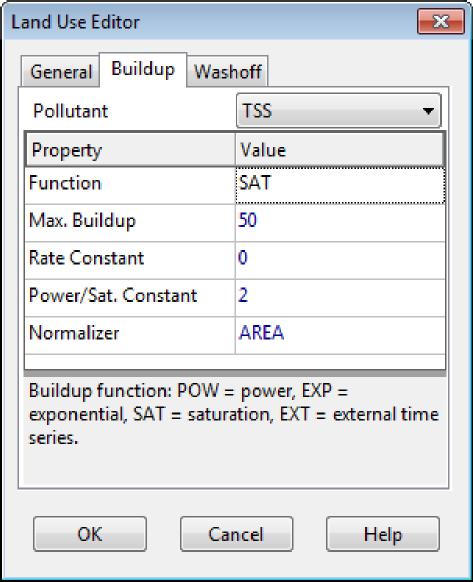 Land Use Editor
General Buildup Washoff
Pollutant TSS
Property Value
Function SAT
Max. Buildup 50
Rate Constant 0
Power/Sat. Constant 2
Normalizer AREA
Buildup function: POW = power, EXP =
exponential, SAT = saturation, EXT = external time
series.
OK Cancel Help